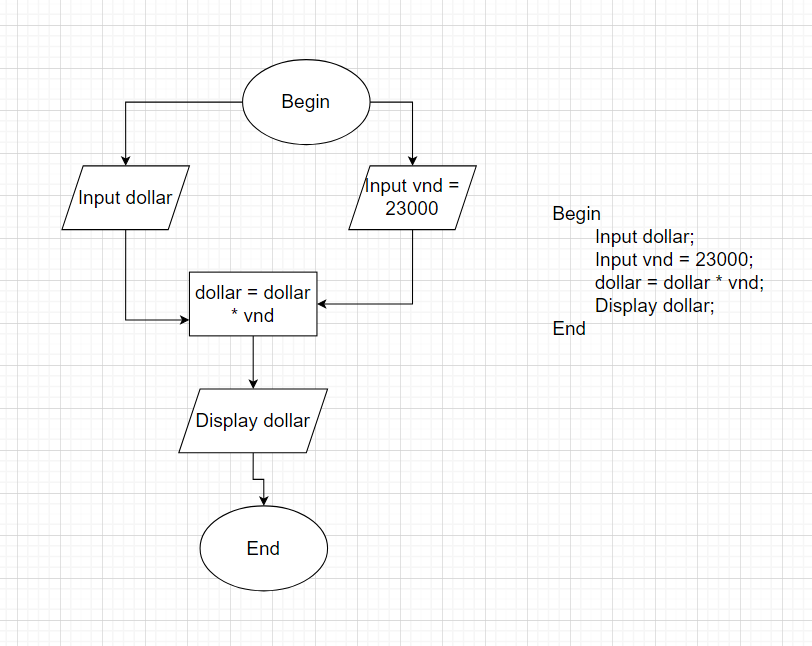 Begin
Input dollar
Input vnd =
23000
dollar = dollar
* vnd
Display dollar
End
Begin
Input dollar;
Input vnd = 23000;
dollar = dollar * vnd;
Display dollar;
End